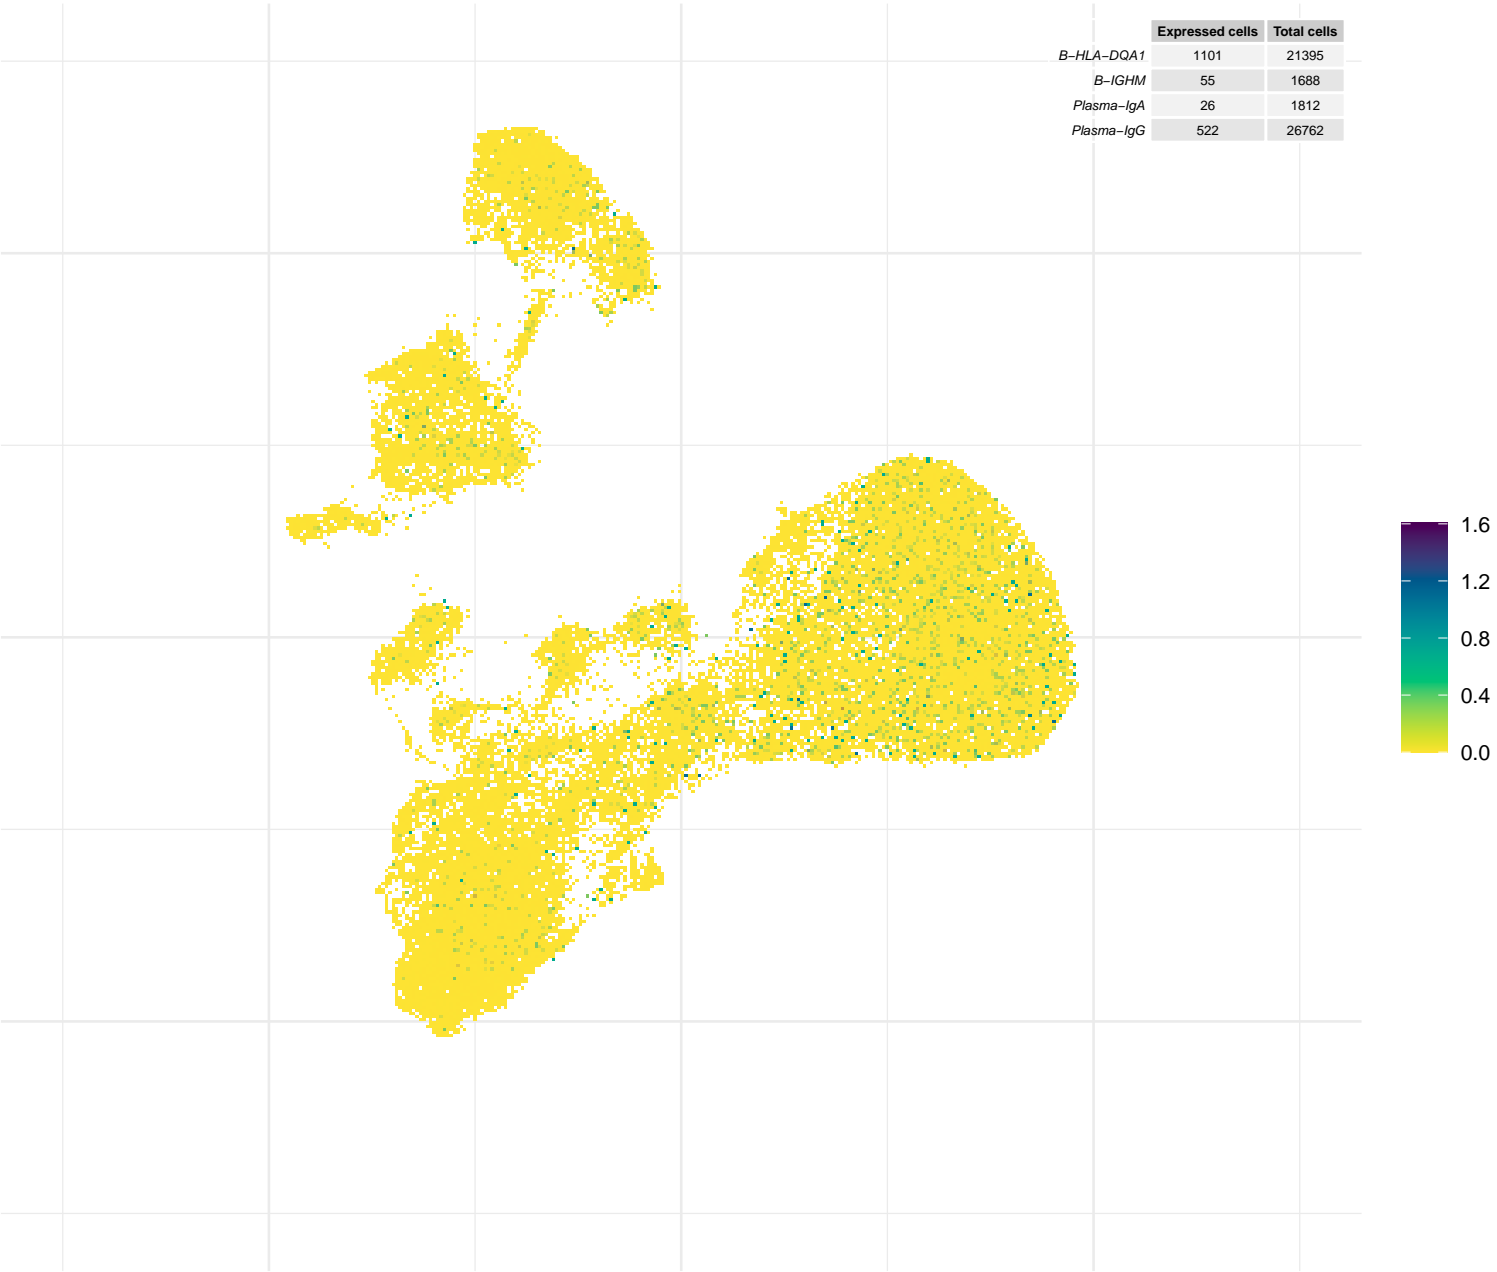 Expressed cells Total cells
B−HLA−DQA1 1101 21395
B−IGHM 55 1688
Plasma−IgA 26 1812
Plasma−IgG 522 26762
1.6
1.2
0.8
0.4
0.0